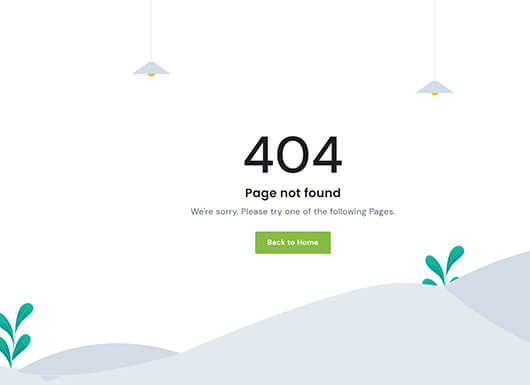 404
Page not found
We're sorry. Please try one of the following Pages.
Back to Home